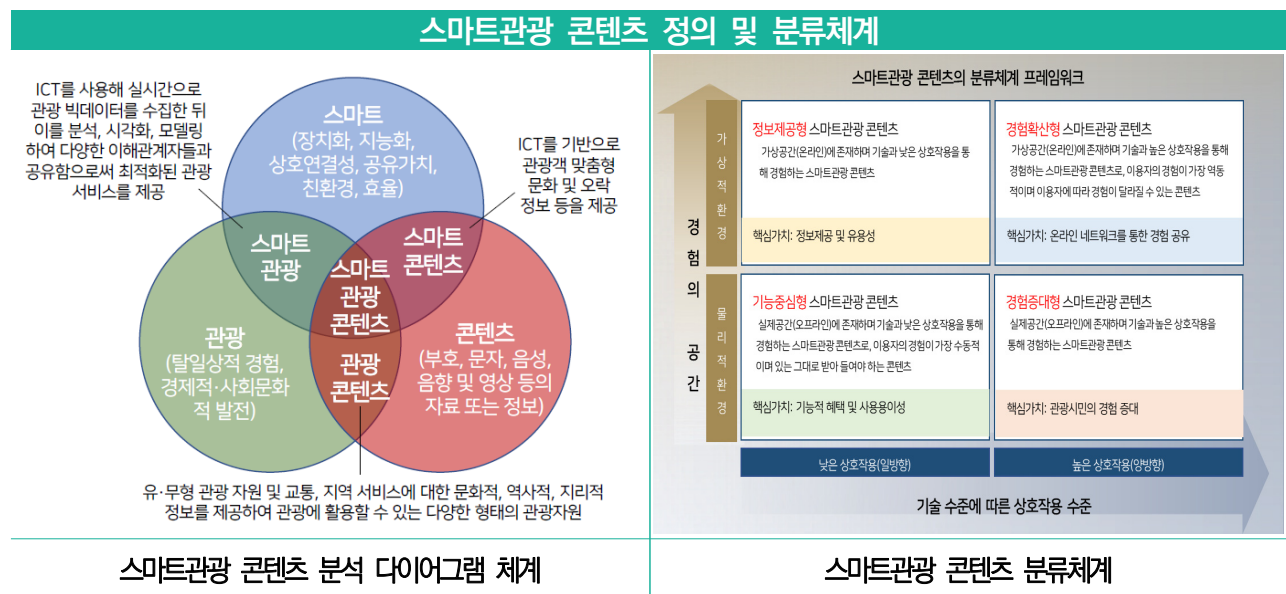 스마트관광 콘텐츠 정의 및 분류체계
ICT를 사용해 실시간으로
관광 빅데이터를 수집한 뒤
이를 분석, 시각화, 모델링
하여 다양한 이해관계자들과
공유함으로써 최적화된 관광
서비스를 제공
스마트
(장치화, 지능화,
상호연결성, 공유가치,
친환경, 효율)
ICT를 기반으로
관광객 맞춤형
문화 및 오락
정보 등을 제공
스마트
관광
스마트
콘텐츠
스마트
관광
콘텐츠
관광
(탈일상적 경험,
경제적·사회문화
적 발전)
관광
콘텐츠
콘텐츠
(부호, 문자, 음성,
음향 및 영상 등의
자료 또는 정보)
유·무형 관광 자원 및 교통, 지역 서비스에 대한 문화적, 역사적, 지리적
정보를 제공하여 관광에 활용할 수 있는 다양한 형태의 관광자원
스마트관광 콘텐츠 분석 다이어그램 체계
스마트관광 콘텐츠의 분류체계 프레임워크
경험의 공간
가상적환경
정보제공형 스마트관광 콘텐츠
가상공간(온라인)에 존재하며 기술과 낮은 상호작용을 통
해 경험하는 스마트관광 콘텐츠
핵심가치: 정보제공 및 유용성
경험확산형 스마트관광 콘텐츠
가상공간(온라인)에 존재하며 기술과 높은 상호작용을 통해
경험하는 스마트관광 콘텐츠로, 이용자의 경험이 가장 역동
적이며 이용자에 따라 경험이 달라질 수 있는 콘텐츠
핵심가치: 온라인 네트워크를 통한 경험 공유
물리적환경
기능중심형 스마트관광 콘텐츠
실제공간(오프라인)에 존재하며 기술과 낮은 상호작용을 통해
경험하는 스마트관광 콘텐츠로, 이용자의 경험이 가장 수동적
이며 있는 그대로 받아 들여야 하는 콘텐츠
핵심가치: 기능적 혜택 및 사용용이성
경험증대형 스마트관광 콘텐츠
실제공간(오프라인)에 존재하며 기술과 높은 상호작용을
통해 경험하는 스마트관광 콘텐츠
핵심가치: 관광시민의 경험 증대
낮은 상호작용(일방향)
높은 상호작용(양방향)
기술 수준에 따른 상호작용 수준
스마트관광 콘텐츠 분류체계